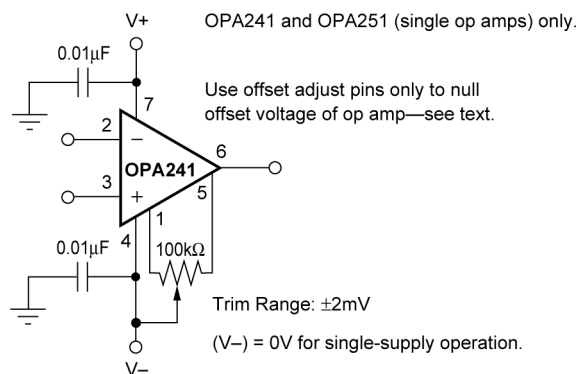 V+
OPA241 and OPA251 (single op amps) only.
0.01μF
Use offset adjust pins only to null
offset voltage of op amp—see text.
7
2
−
6
OPA241
3
+
5
1
4
0.01μF
100kΩ
Trim Range: ±2mV
(V–) = 0V for single-supply operation.
V–